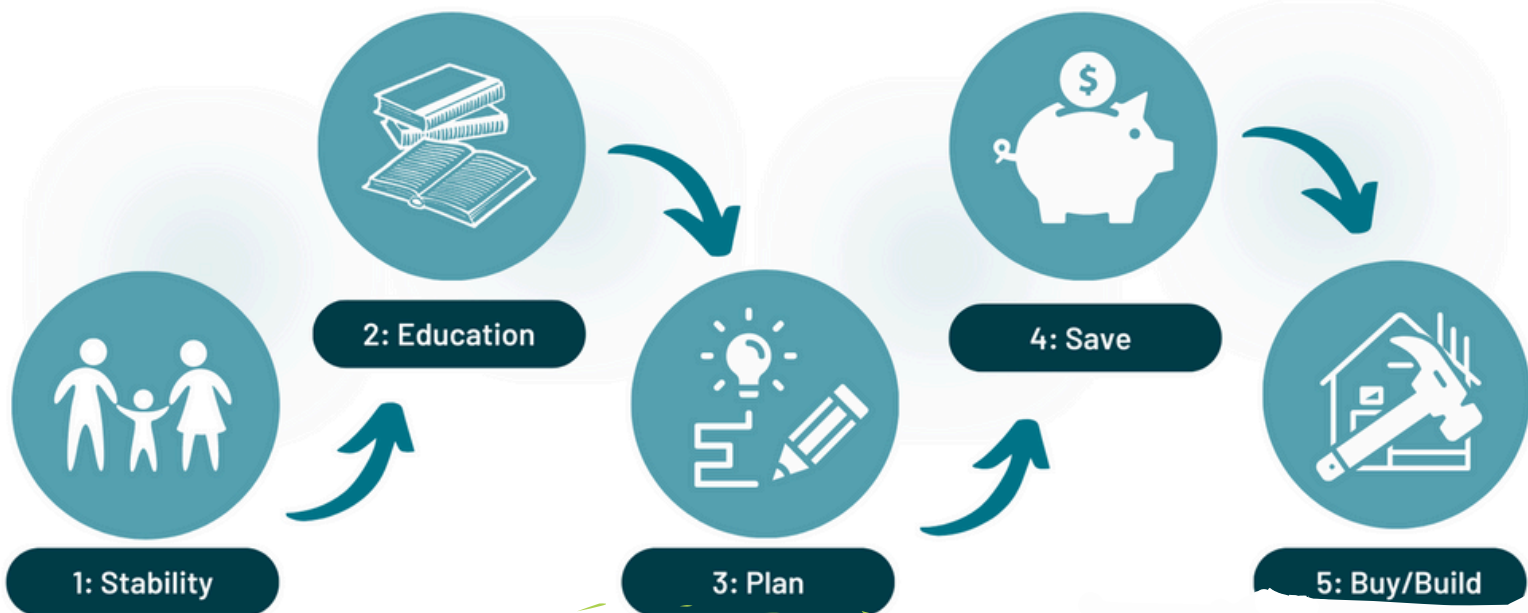 1: Stability
2: Education
3: Plan
4: Save
5: Buy/Build
$